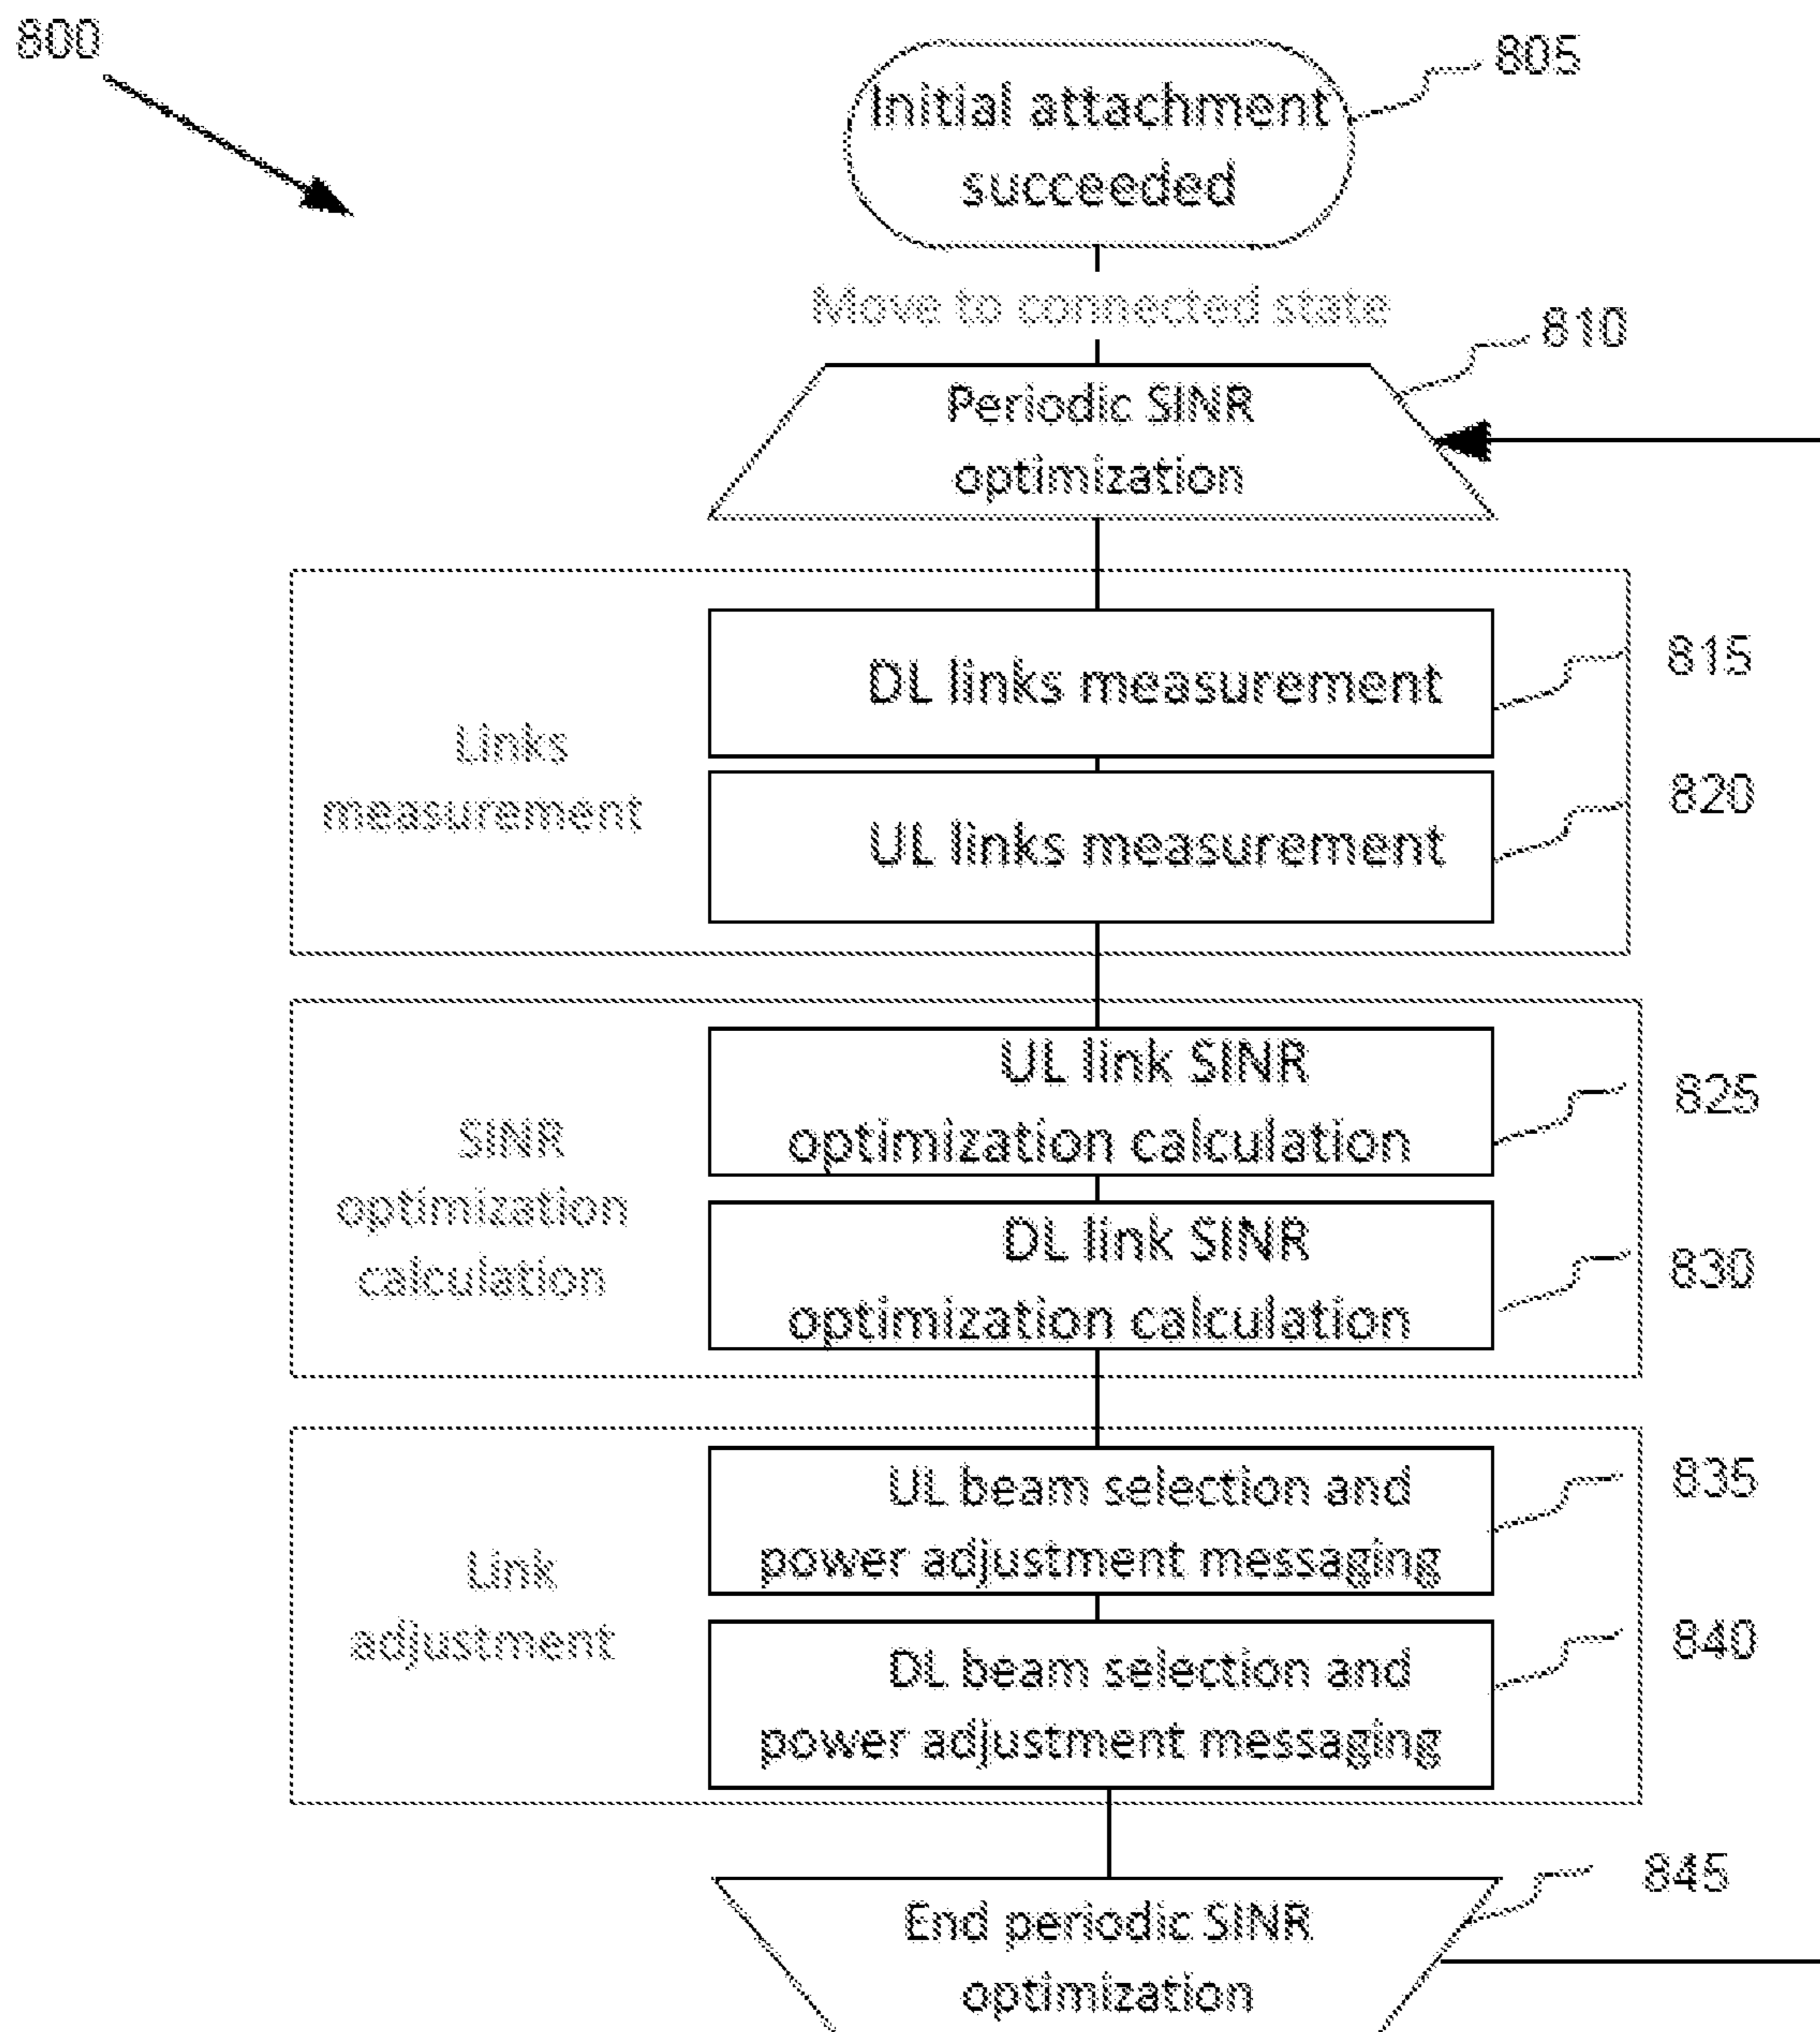 800
805
Initial attachment
succeeded
Move to connected state
810
Periodic SINR
optimization
815
DL links measurement
Links
measurement
820
UL links measurement
UL link SINR
optimization calculation
825
SINR
optimization
calculation
DL link SINR
optimization calculation
830
UL beam selection and
power adjustment messaging
835
Link
adjustment
DL beam selection and
power adjustment messaging
840
845
End periodic SINR
optimization